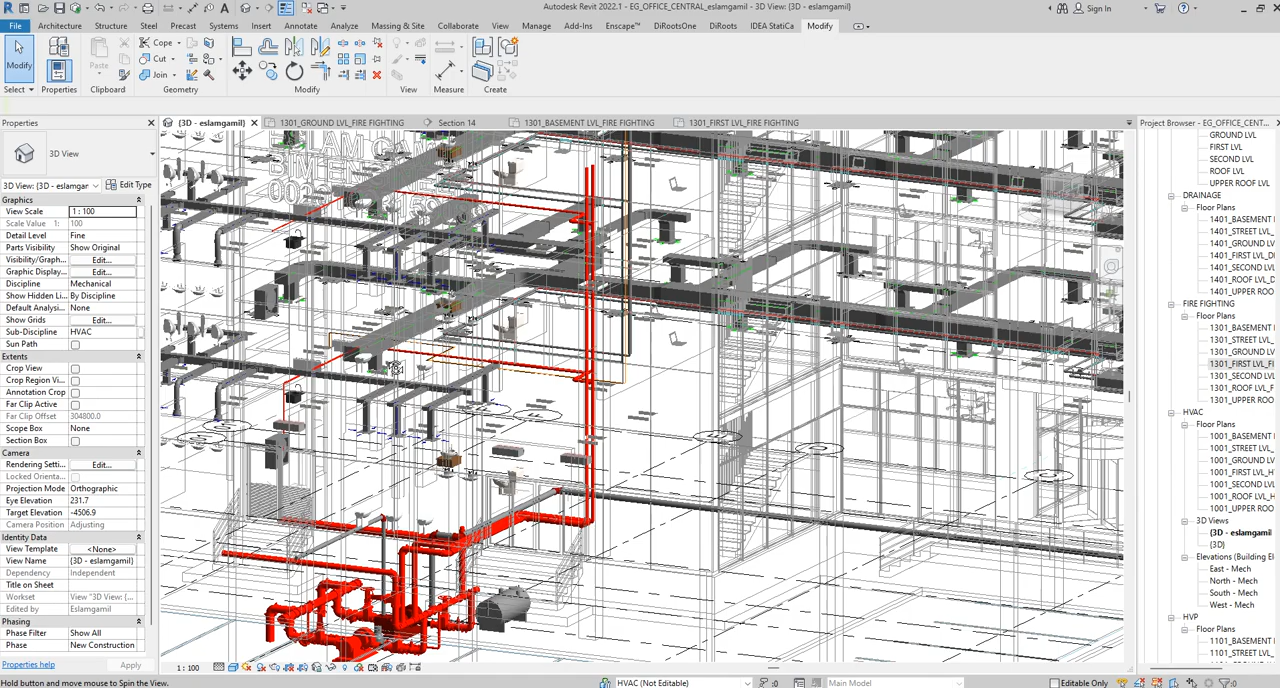 Autodesk Revit 2022.1 - EG_OFFICE_CENTRAL_eslamgamil - 3D View: {3D - eslamgamil}
Sign In
File Architecture Structure Steel Precast Systems Insert Annotate Analyze Massing & Site Collaborate View Manage Add-Ins Enscape™ DiRootsOne DiRoots IDEA StatiCa Modify
Modify
Properties
Paste
Cope
Cut
Join
Select
Properties
Clipboard
Geometry
Modify
View
Measure
Create
Properties
{3D - eslamgamil}
1301_GROUND LVL_FIRE FIGHTING
Section 14
1301_BASEMENT LVL_FIRE FIGHTING
1301_FIRST LVL_FIRE FIGHTING
Project Browser - EG_OFFICE_CENT...
3D View
3D View: {3D - eslamgar
Edit Type
Graphics
View Scale 1 : 100
Scale Value 1: 100
Detail Level Fine
Parts Visibility Show Original
Visibility/Graph... Edit...
Graphic Display... Edit...
Discipline Mechanical
Show Hidden Li... By Discipline
Default Analysi... None
Show Grids Edit...
Sub-Discipline HVAC
Sun Path
Extents
Crop View
Crop Region Vi...
Annotation Crop
Far Clip Active
Far Clip Offset 304800.0
Scope Box None
Section Box
Camera
Rendering Setti... Edit...
Locked Orienta...
Projection Mode Orthographic
Eye Elevation 231.7
Target Elevation -4506.9
Camera Position Adjusting
Identity Data
View Template <None>
View Name {3D - eslamgamil}
Dependency Independent
Title on Sheet
Workset View "3D View: {...
Edited by Eslamgamil
Phasing
Phase Filter Show All
Phase New Construction
Properties help
Apply
GROUND LVL
FIRST LVL
SECOND LVL
ROOF LVL
UPPER ROOF LVL
DRAINAGE
Floor Plans
1401_BASEMENT
1401_STREET LVL_
1401_GROUND LV
1401_FIRST LVL_D
1401_SECOND LVL
1401_ROOF LVL_D
1401_UPPER ROO
FIRE FIGHTING
Floor Plans
1301_BASEMENT
1301_STREET LVL_
1301_GROUND LV
1301_FIRST LVL_FI
1301_SECOND LVL
1301_ROOF LVL_F
1301_UPPER ROO
HVAC
Floor Plans
1001_BASEMENT
1001_STREET LVL_
1001_GROUND LV
1001_FIRST LVL_H
1001_SECOND LVL
1001_ROOF LVL_H
1001_UPPER ROO
3D Views
{3D - eslamgamil
{3D}
Elevations (Building El
East - Mech
North - Mech
South - Mech
West - Mech
HVP
Floor Plans
1101_BASEMENT
1101_STREET LVL_
1101_GROUND LV
1 : 100
Hold button and move mouse to Spin the View.
HVAC (Not Editable)
:0
Main Model
Editable Only
:0